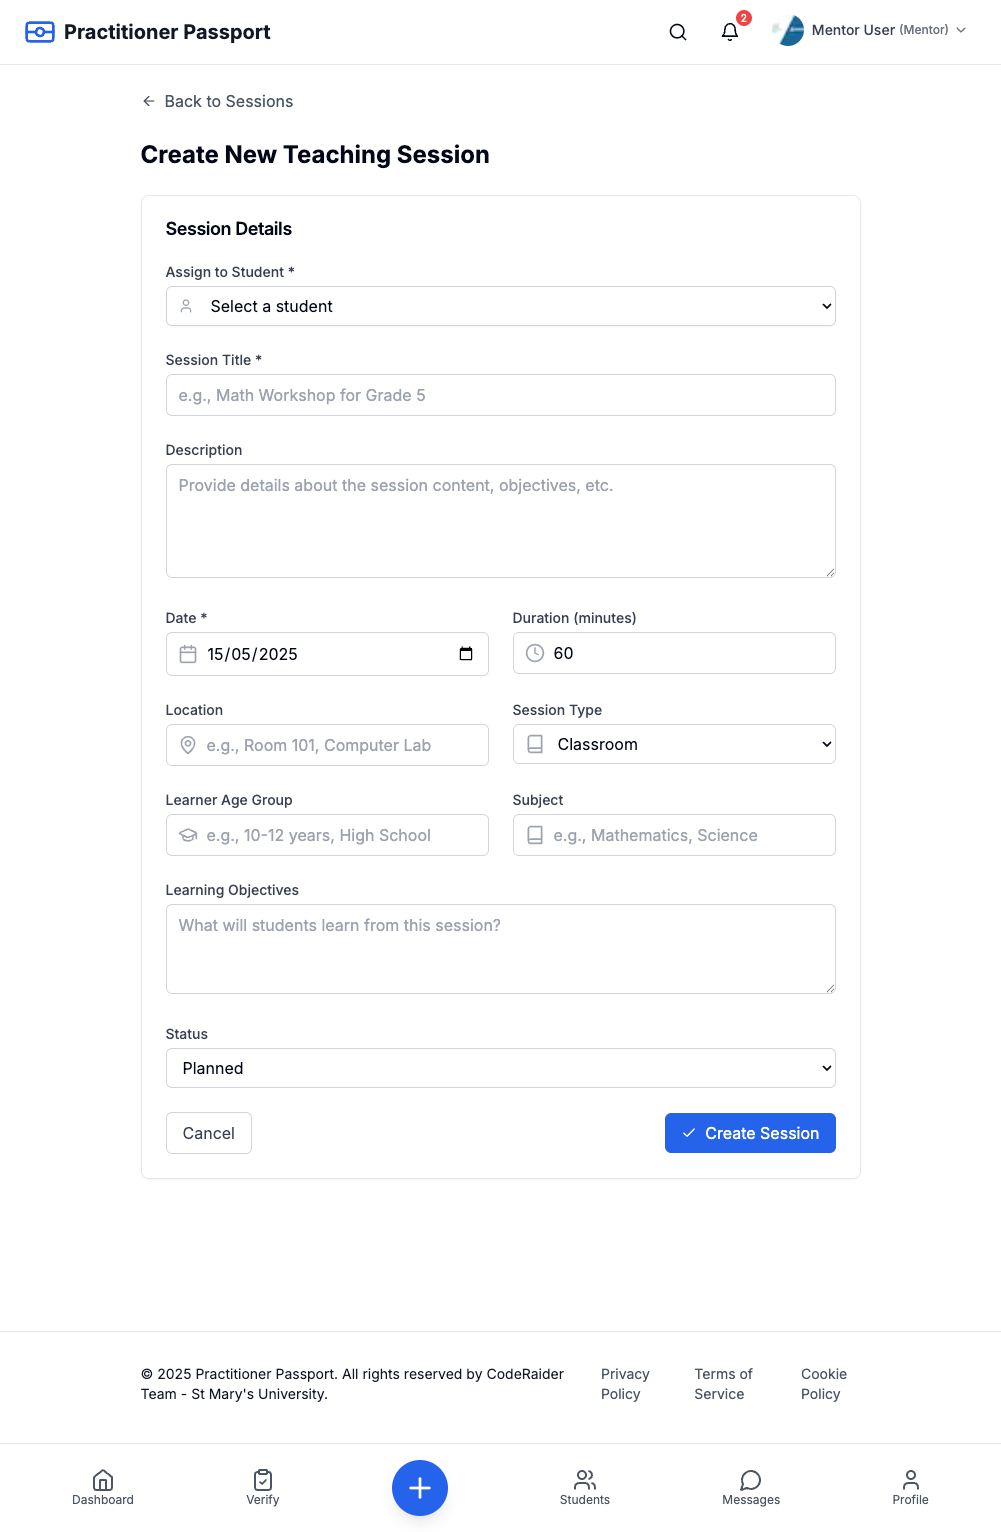 Practitioner Passport
2
Mentor User (Mentor)
Back to Sessions
Create New Teaching Session
Session Details
Assign to Student *
Select a student
Session Title *
e.g., Math Workshop for Grade 5
Description
Provide details about the session content, objectives, etc.
Date *
Duration (minutes)
15/05/2025
60
Location
Session Type
e.g., Room 101, Computer Lab
Classroom
Learner Age Group
Subject
e.g., 10-12 years, High School
e.g., Mathematics, Science
Learning Objectives
What will students learn from this session?
Status
Planned
Cancel
Create Session
© 2025 Practitioner Passport. All rights reserved by CodeRaider
Team - St Mary's University.
Privacy
Policy
Terms of
Service
Cookie
Policy
Dashboard
Verify
Students
Messages
Profile